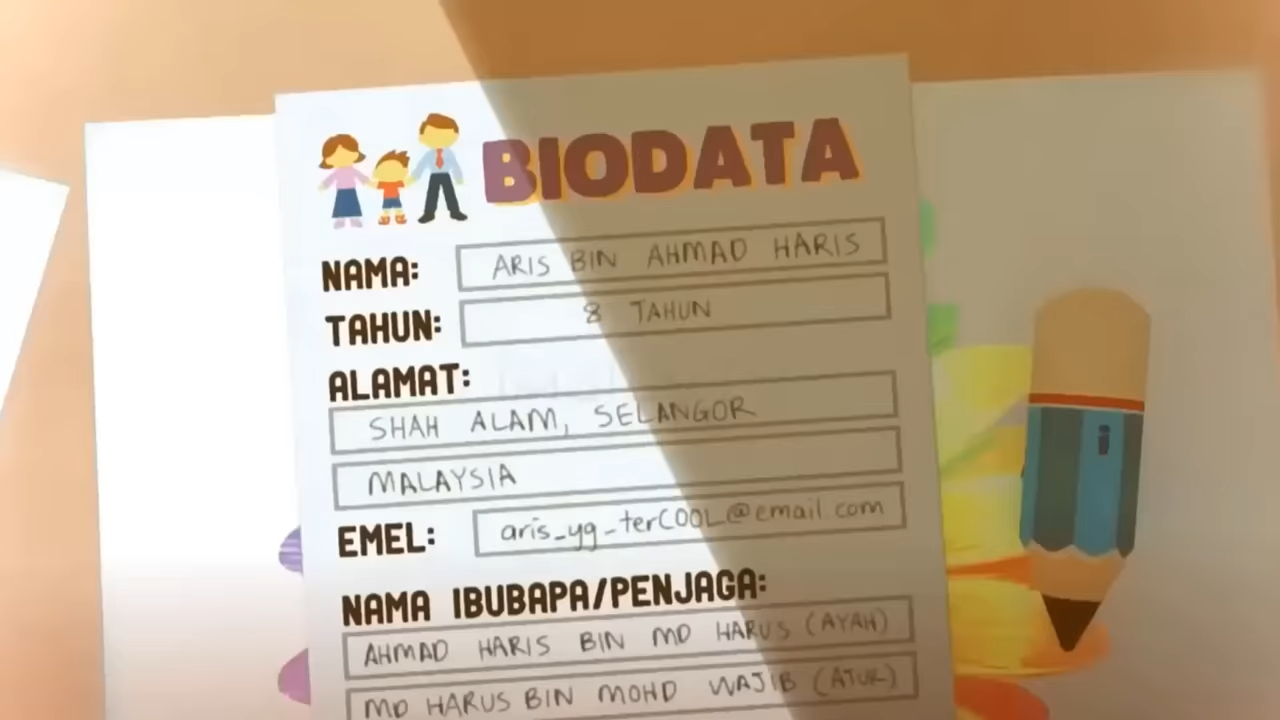 BIODATA
NAMA: ARIS BIN AHMAD HARIS
TAHUN: 8 TAHUN
ALAMAT:
SHAH ALAM, SELANGOR
MALAYSIA
EMEL: aris_yg_terCOOL@email.com
NAMA IBUBAPA/PENJAGA:
AHMAD HARIS BIN MD HARUS (AYAH)
MD HARUS BIN MOHD WAJIB (ATUK)